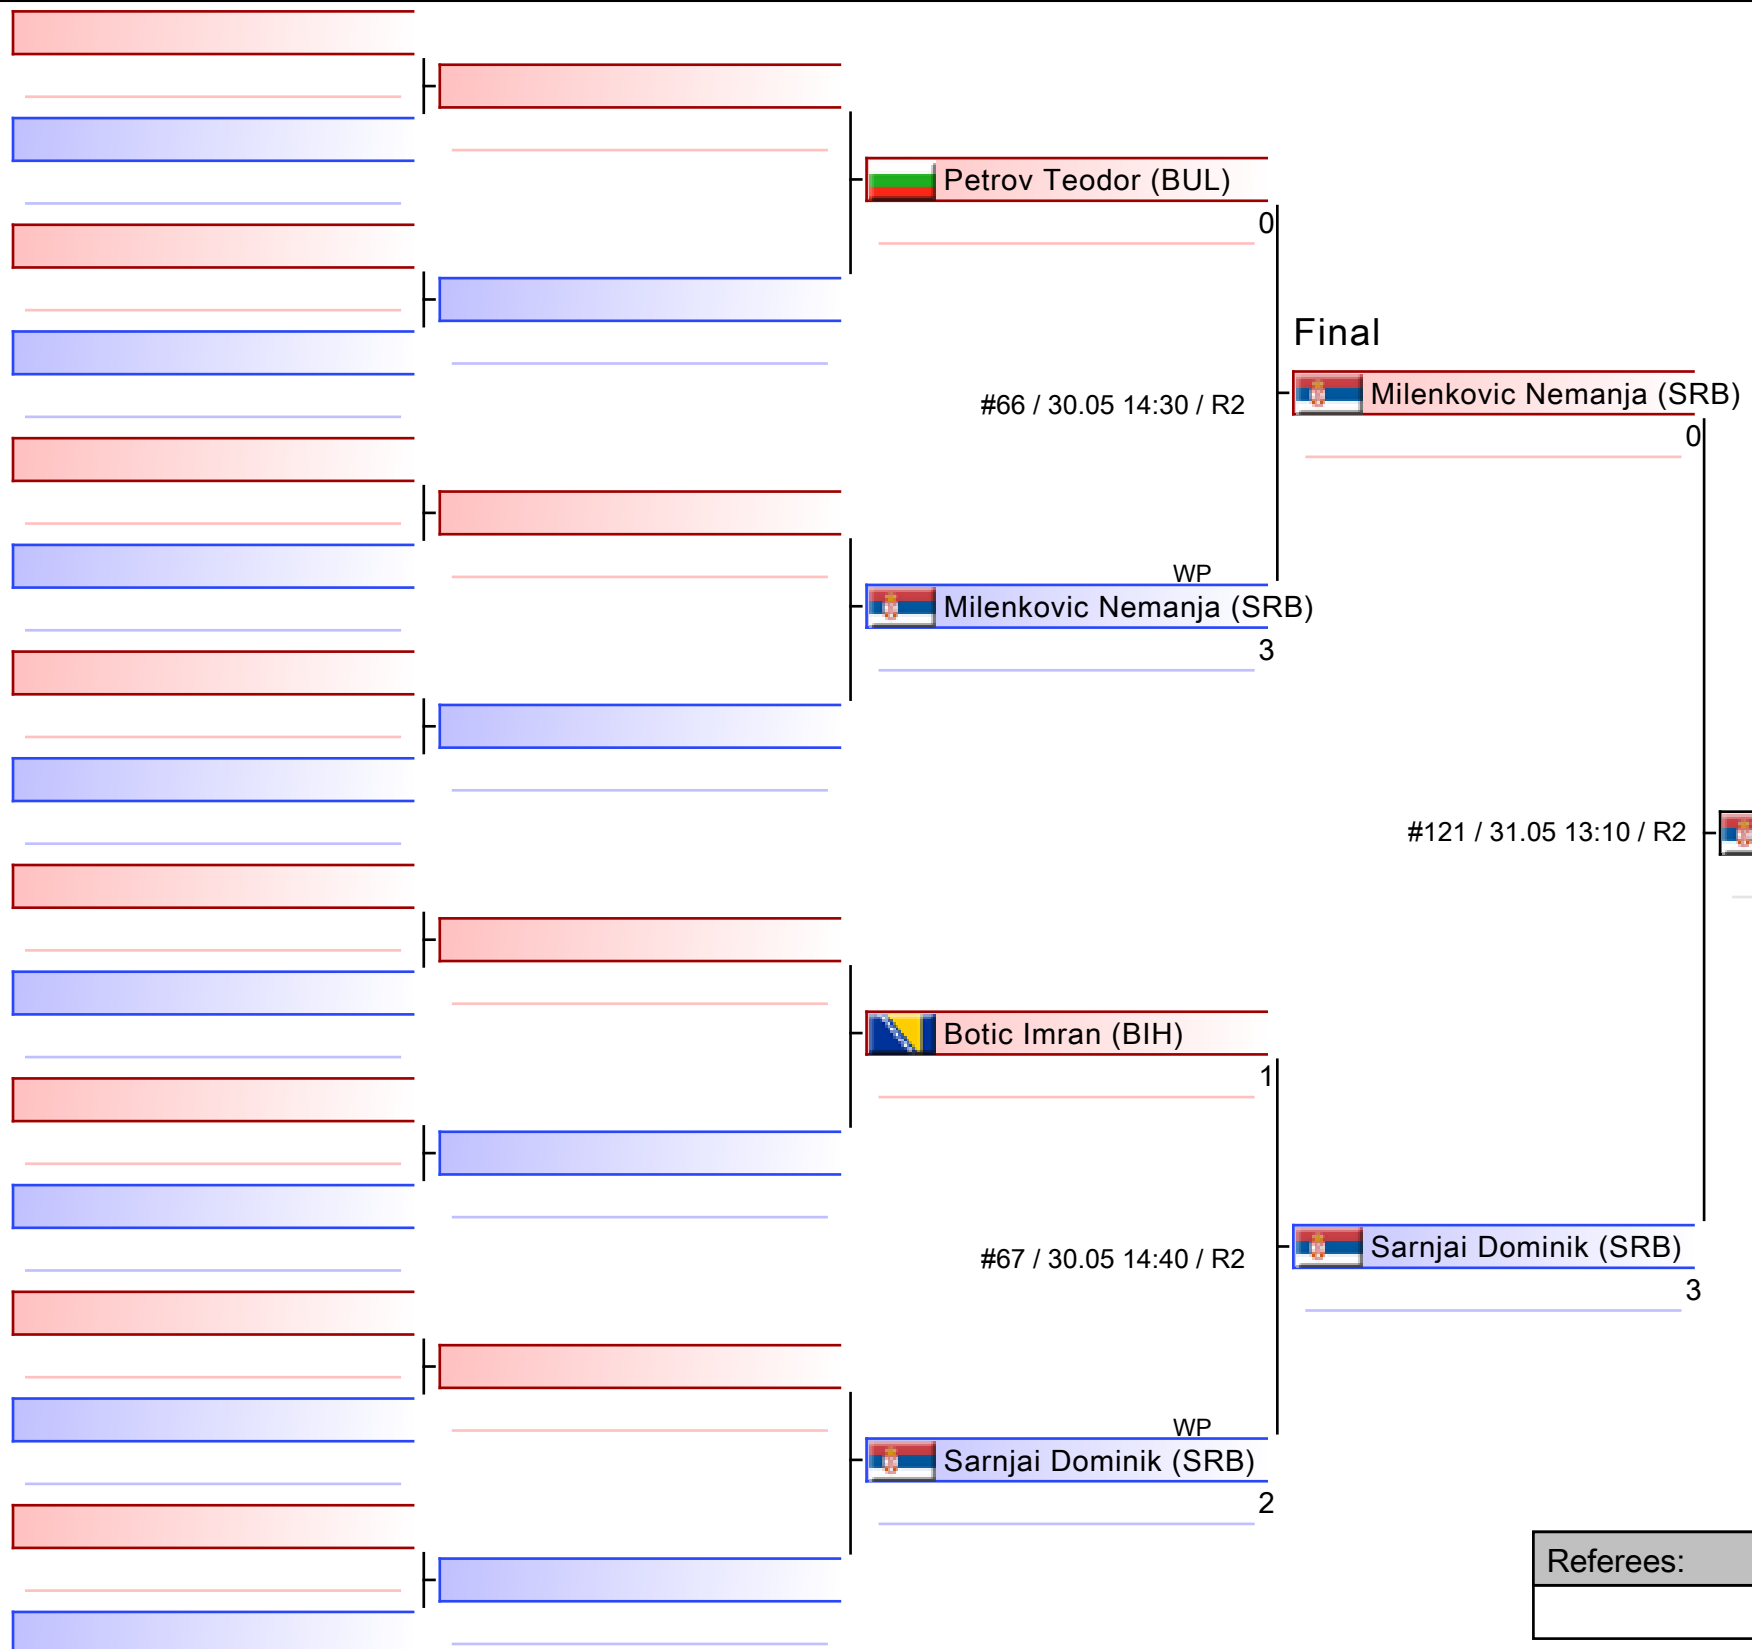 Petrov Teodor (BUL)
0
Final
#66 / 30.05 14:30 / R2
Milenkovic Nemanja (SRB)
0
WP
Milenkovic Nemanja (SRB)
3
#121 / 31.05 13:10 / R2
Botic Imran (BIH)
1
#67 / 30.05 14:40 / R2
Sarnjai Dominik (SRB)
3
WP
Sarnjai Dominik (SRB)
2
Referees: